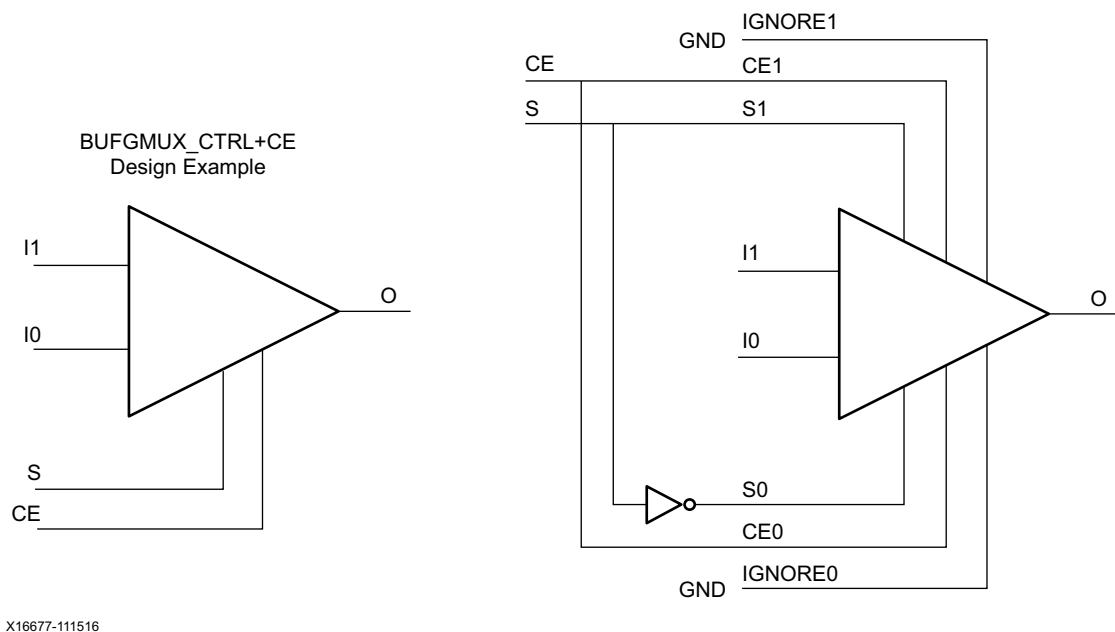 BUFGMUX_CTRL+CE
Design Example
I1
I0
O
S
CE
GND
IGNORE1
CE
CE1
S
S1
I1
I0
O
S0
CE0
GND
IGNORE0
X16677-111516